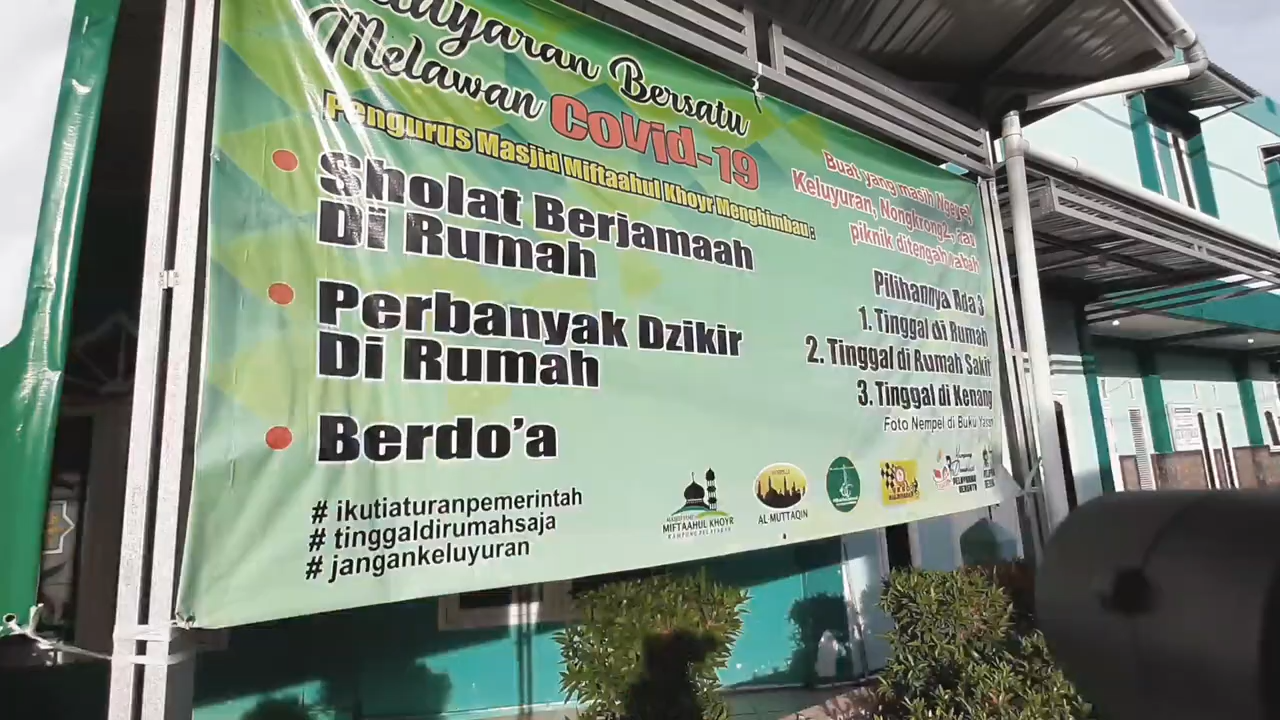 Bersatu
Melawan CoVid-19
Pengurus Masjid Miftaahul Khoyr Menghimbau:
Sholat Berjamaah
Di Rumah
Perbanyak Dzikir
Di Rumah
Berdo'a
# ikutiaturanpemerintah
# tinggaldirumahsaja
# jangankeluyuran
Buat yang masih Ngeyel
Keluyuran, Nongkrong2, atau
piknik ditengah wabah
Pilihannya Ada 3
1. Tinggal di Rumah
2. Tinggal di Rumah Sakit
3. Tinggal di Kenang
Foto Nempel di Buku Yasin
MIFTAAHUL KHOYR
AL-MUTTAQIN